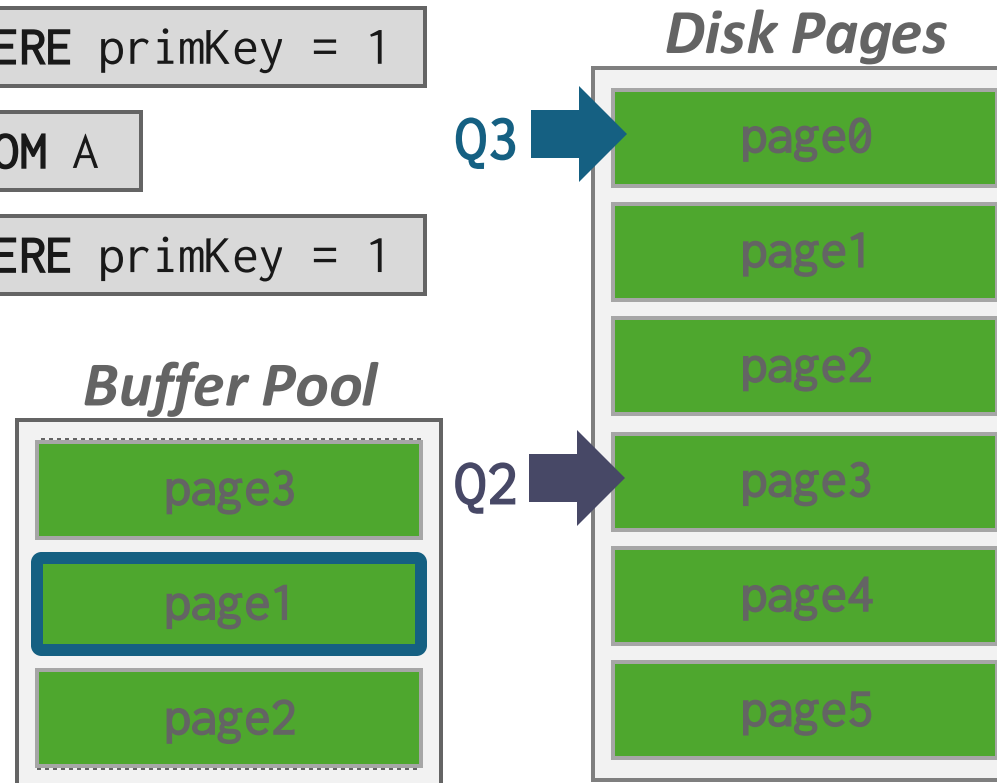 ERE primKey = 1
OM A
ERE primKey = 1
Buffer Pool
page3
page1
page2
Disk Pages
Q3
page0
page1
page2
Q2
page3
page4
page5